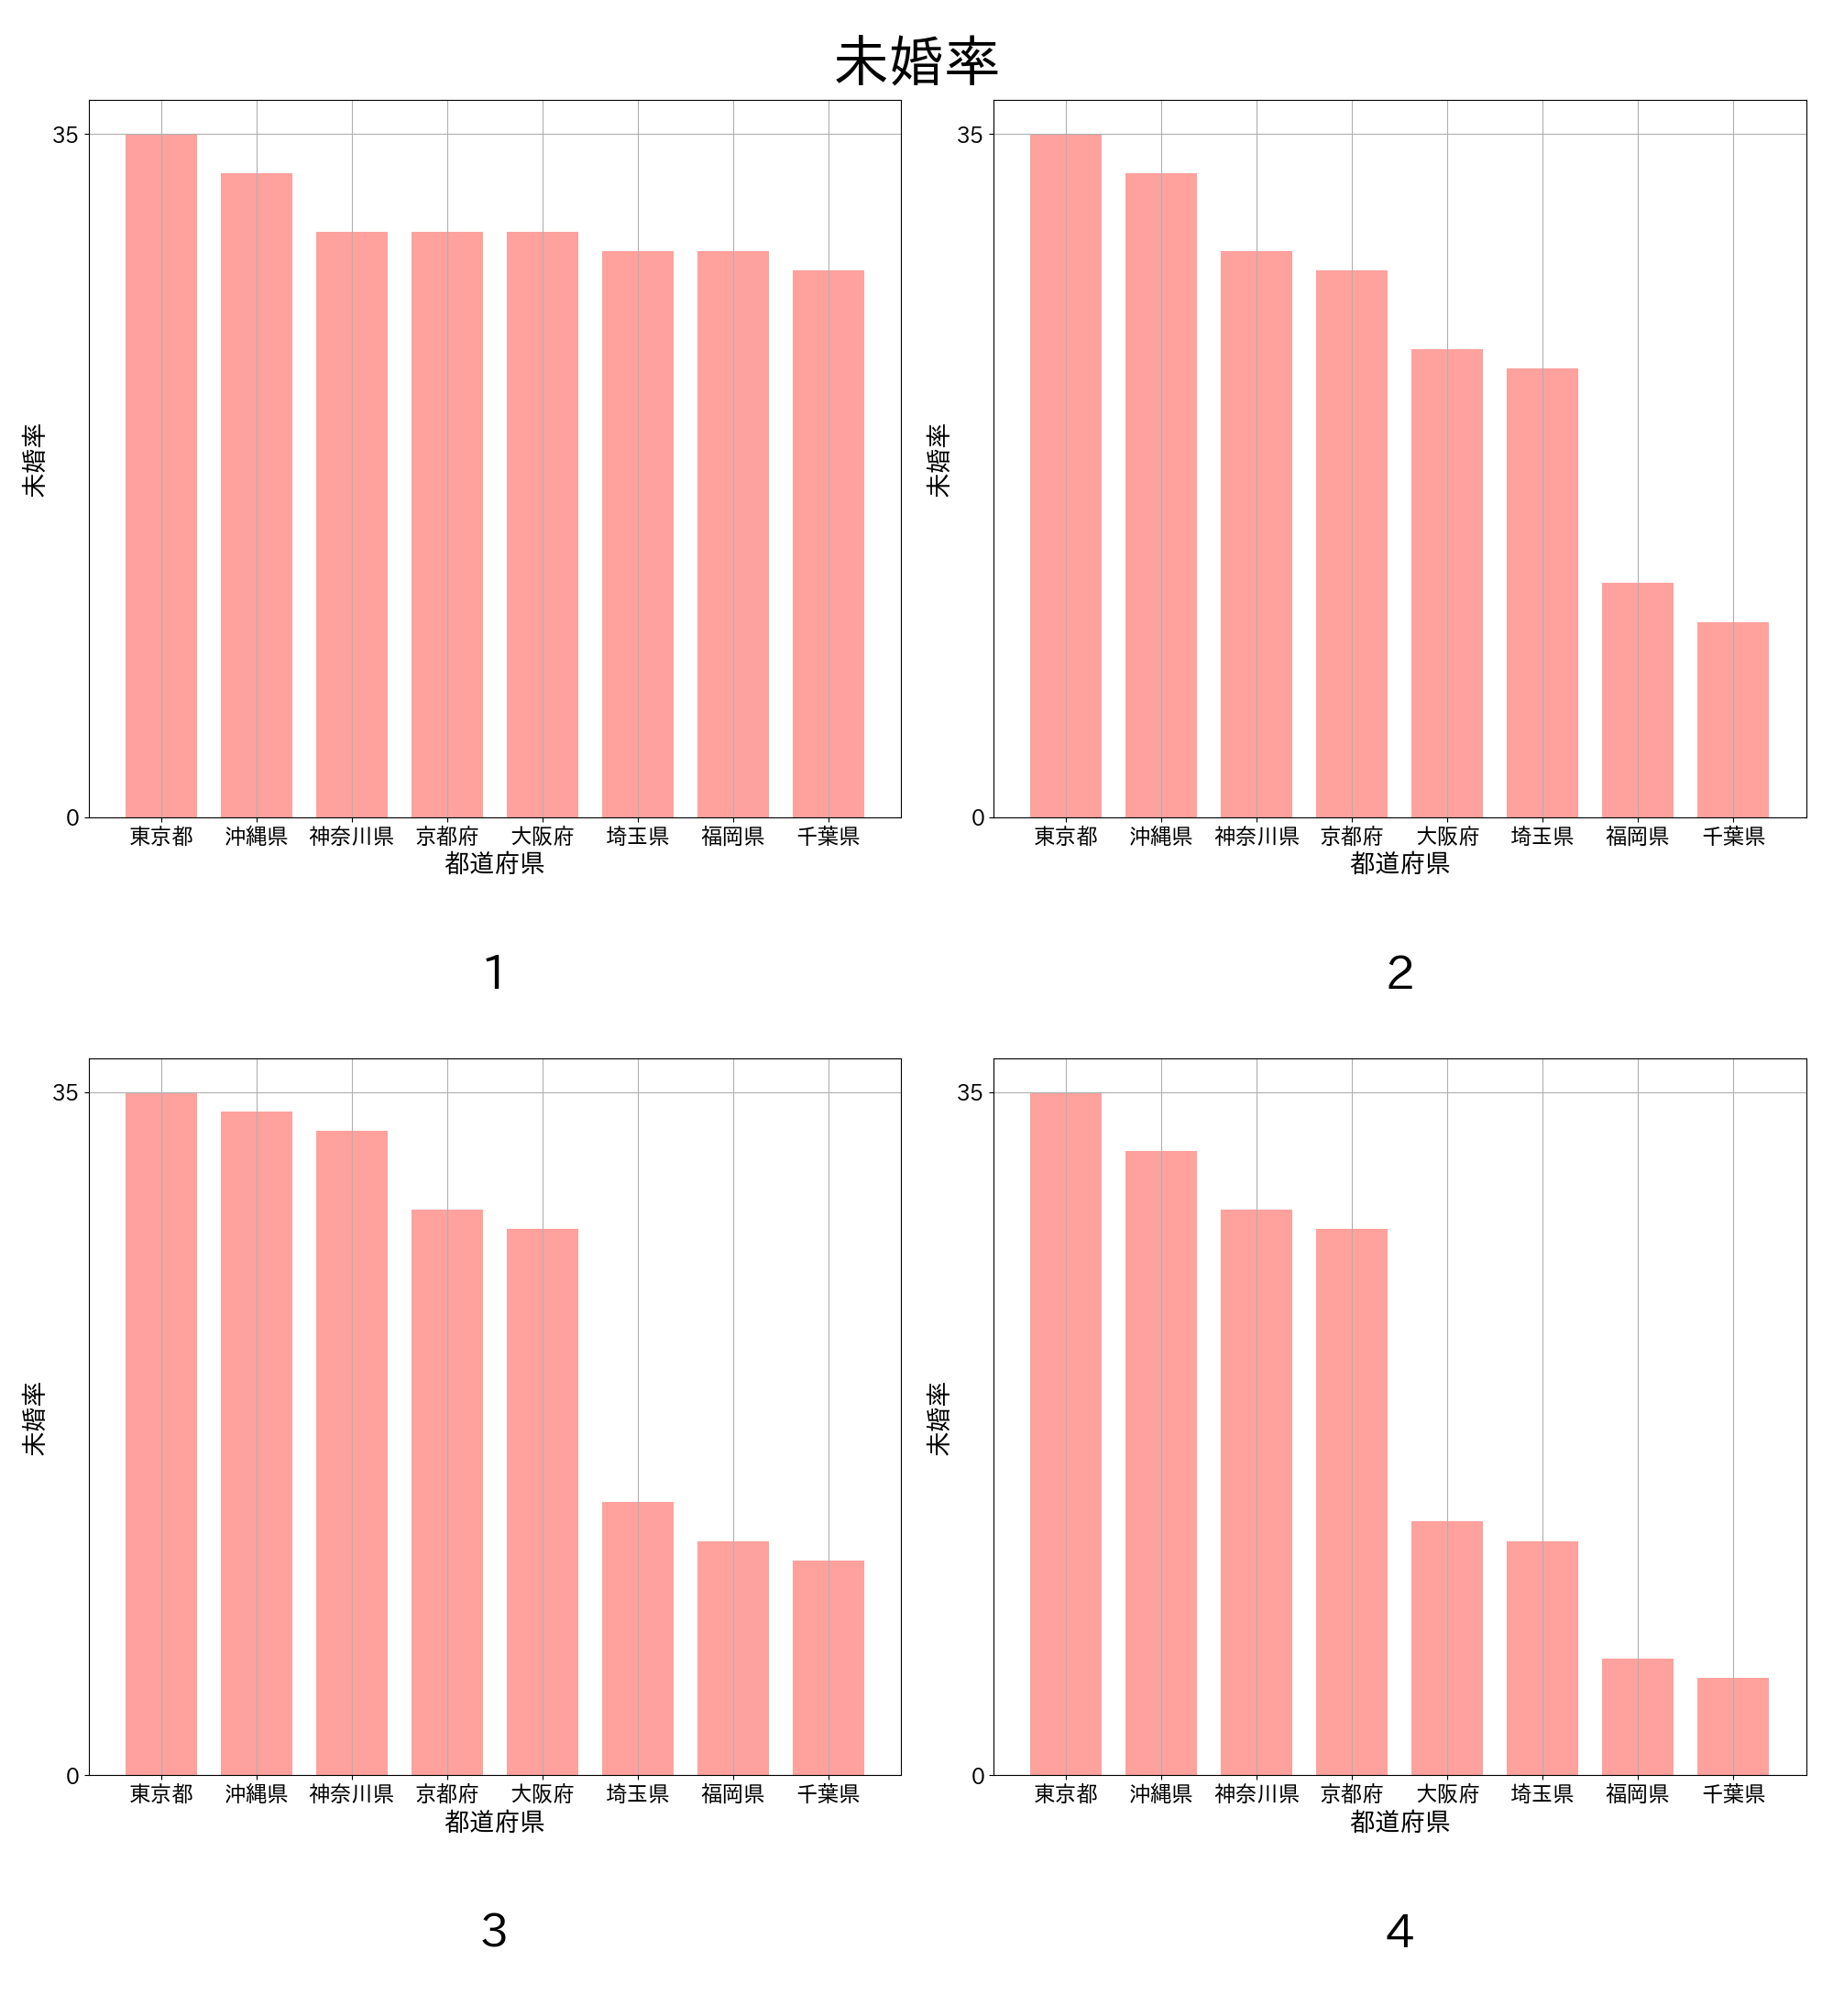 未婚率
35
0
未婚率
東京都 沖縄県 神奈川県 京都府 大阪府 埼玉県 福岡県 千葉県
都道府県
1
35
0
未婚率
東京都 沖縄県 神奈川県 京都府 大阪府 埼玉県 福岡県 千葉県
都道府県
2
35
0
未婚率
東京都 沖縄県 神奈川県 京都府 大阪府 埼玉県 福岡県 千葉県
都道府県
3
35
0
未婚率
東京都 沖縄県 神奈川県 京都府 大阪府 埼玉県 福岡県 千葉県
都道府県
4